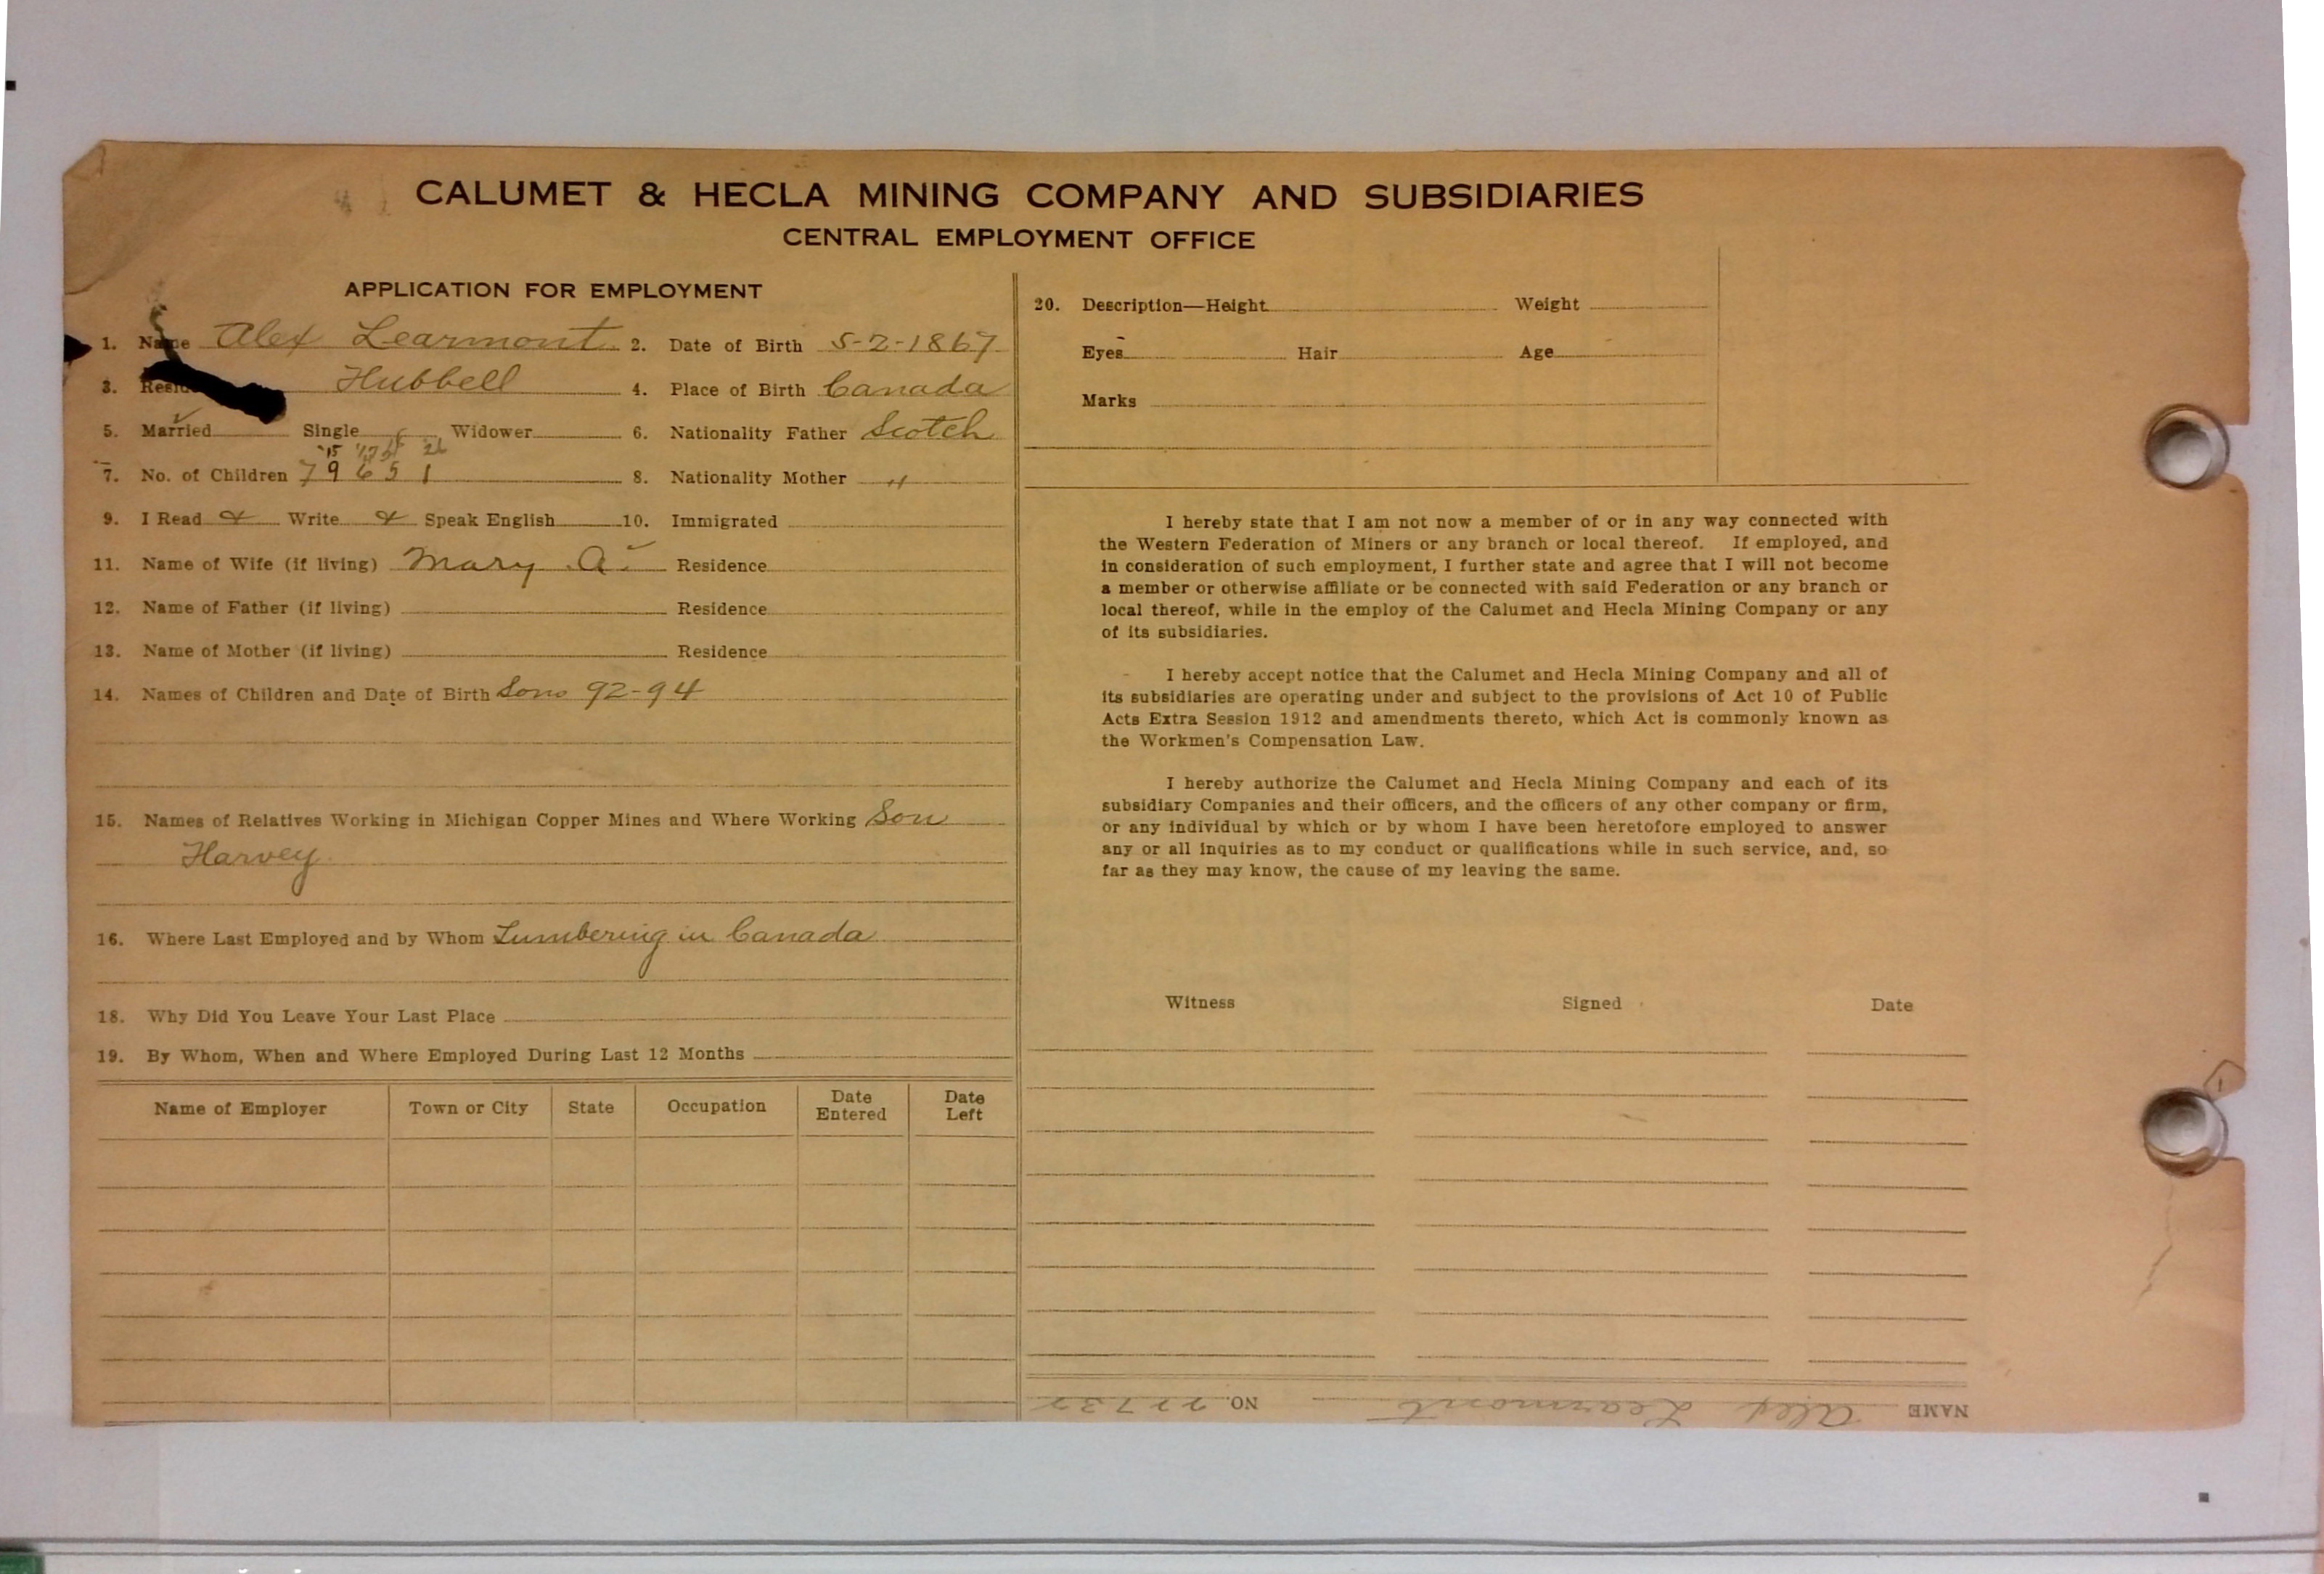 CALUMET & HECLA MINING COMPANY AND SUBSIDIARIES
CENTRAL EMPLOYMENT OFFICE
APPLICATION FOR EMPLOYMENT
1. Name Alex Learmont 2. Date of Birth 5-2-1867
3. Hubbell 4. Place of Birth Canada
5. Married ✓ Single Widower 6. Nationality Father Scotch
'15 26
7. No. of Children 7 9 6 5 1 8. Nationality Mother "
9. I Read & Write & Speak English 10. Immigrated
11. Name of Wife (if living) Mary A. Residence
12. Name of Father (if living) Residence
13. Name of Mother (if living) Residence
14. Names of Children and Date of Birth Sons 92-94
15. Names of Relatives Working in Michigan Copper Mines and Where Working Son
Harvey
16. Where Last Employed and by Whom Lumbering in Canada
18. Why Did You Leave Your Last Place
19. By Whom, When and Where Employed During Last 12 Months
Name of Employer Town or City State Occupation Date Entered Date Left
20. Description—Height Weight
Eyes Hair Age
Marks
I hereby state that I am not now a member of or in any way connected with
the Western Federation of Miners or any branch or local thereof. If employed, and
in consideration of such employment, I further state and agree that I will not become
a member or otherwise affiliate or be connected with said Federation or any branch or
local thereof, while in the employ of the Calumet and Hecla Mining Company or any
of its subsidiaries.
I hereby accept notice that the Calumet and Hecla Mining Company and all of
its subsidiaries are operating under and subject to the provisions of Act 10 of Public
Acts Extra Session 1912 and amendments thereto, which Act is commonly known as
the Workmen's Compensation Law.
I hereby authorize the Calumet and Hecla Mining Company and each of its
subsidiary Companies and their officers, and the officers of any other company or firm,
or any individual by which or by whom I have been heretofore employed to answer
any or all inquiries as to my conduct or qualifications while in such service, and, so
far as they may know, the cause of my leaving the same.
Witness Signed Date
NAME Alex Learmont NO. 22732